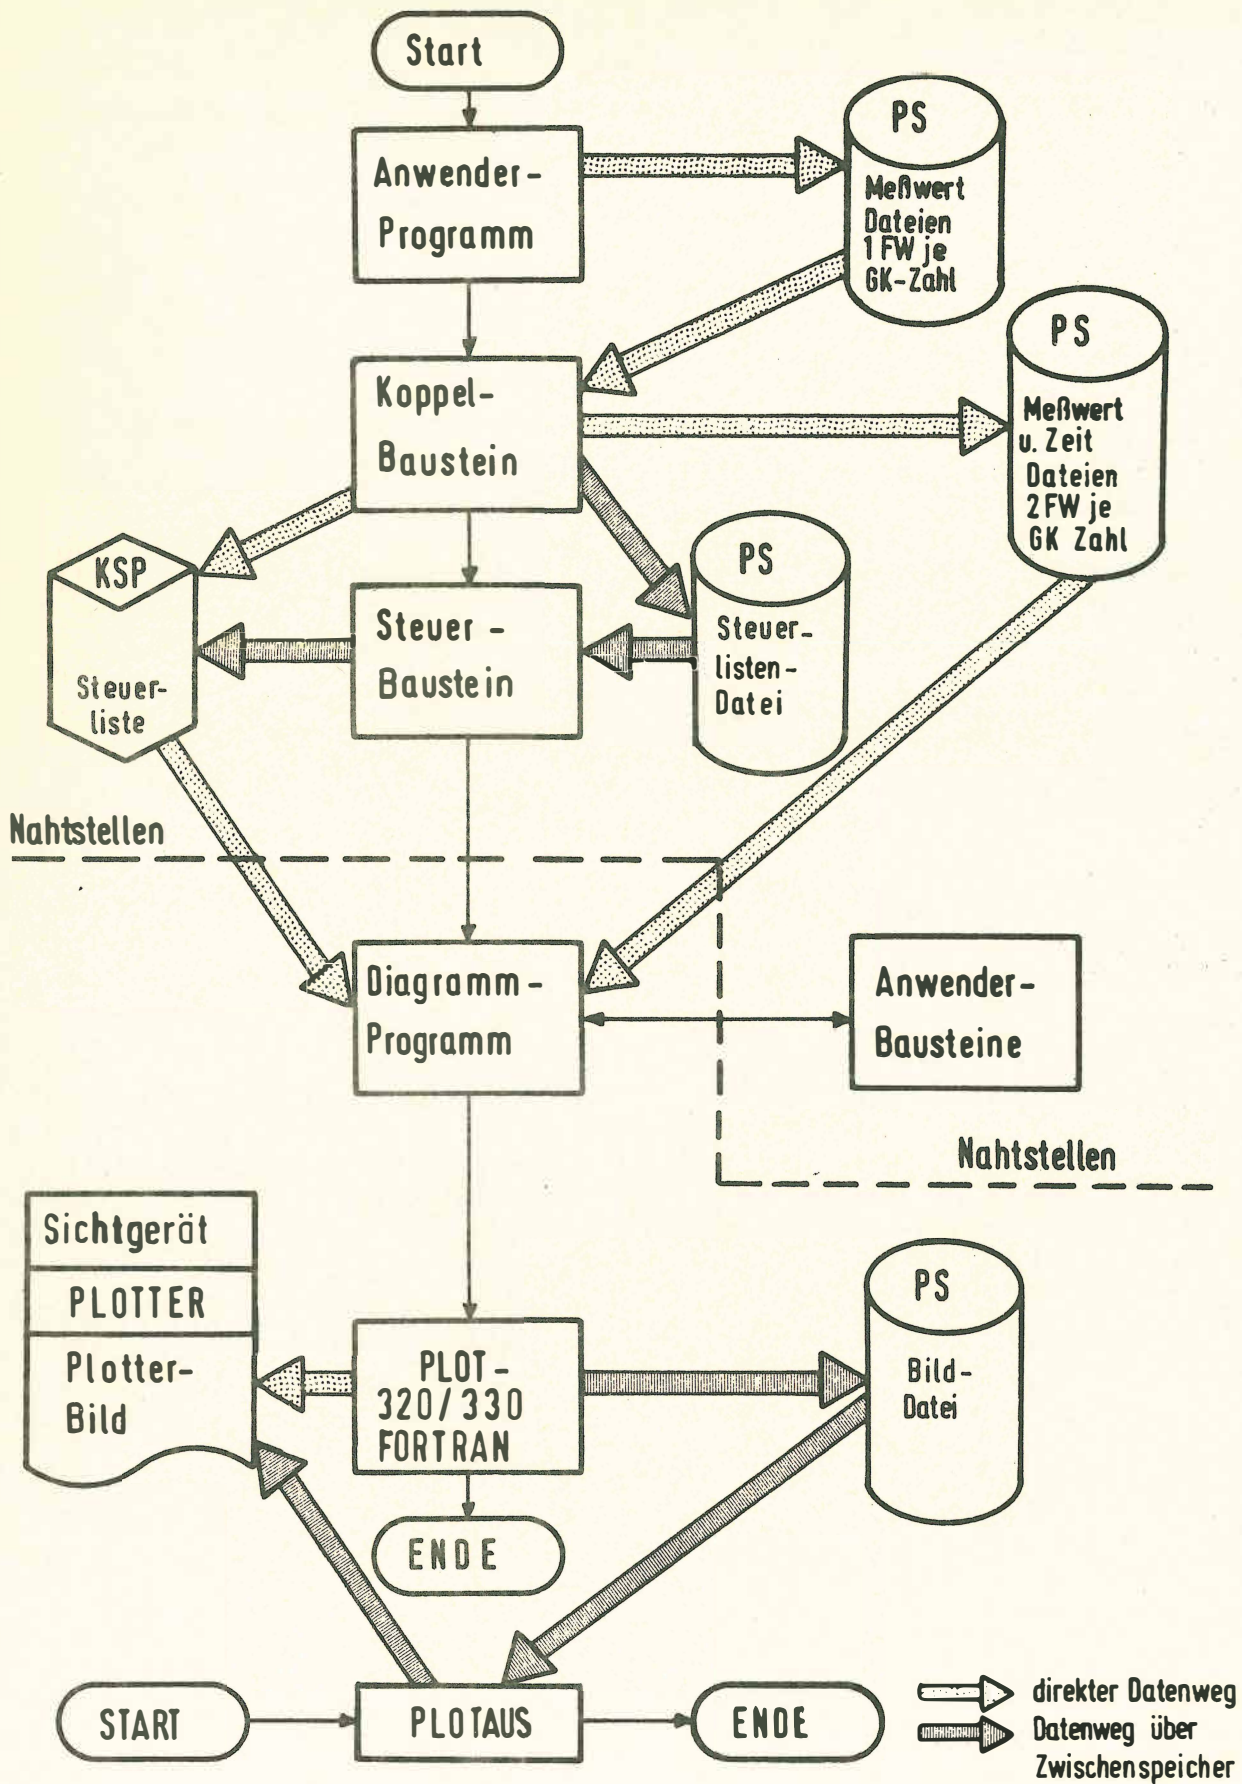 Start
Anwender-
Programm
PS
Meßwert
Dateien
1 FW je
GK-Zahl
PS
Meßwert
u. Zeit
Dateien
2 FW je
GK Zahl
Koppel-
Baustein
KSP
Steuer-
liste
Steuer-
Baustein
PS
Steuer-
listen-
Datei
Nahtstellen
Diagramm-
Programm
Anwender-
Bausteine
Nahtstellen
Sichtgerät
PLOTTER
Plotter-
Bild
PLOT-
320/330
FORTRAN
PS
Bild-
Datei
ENDE
START
PLOTAUS
ENDE
direkter Datenweg
Datenweg über
Zwischenspeicher